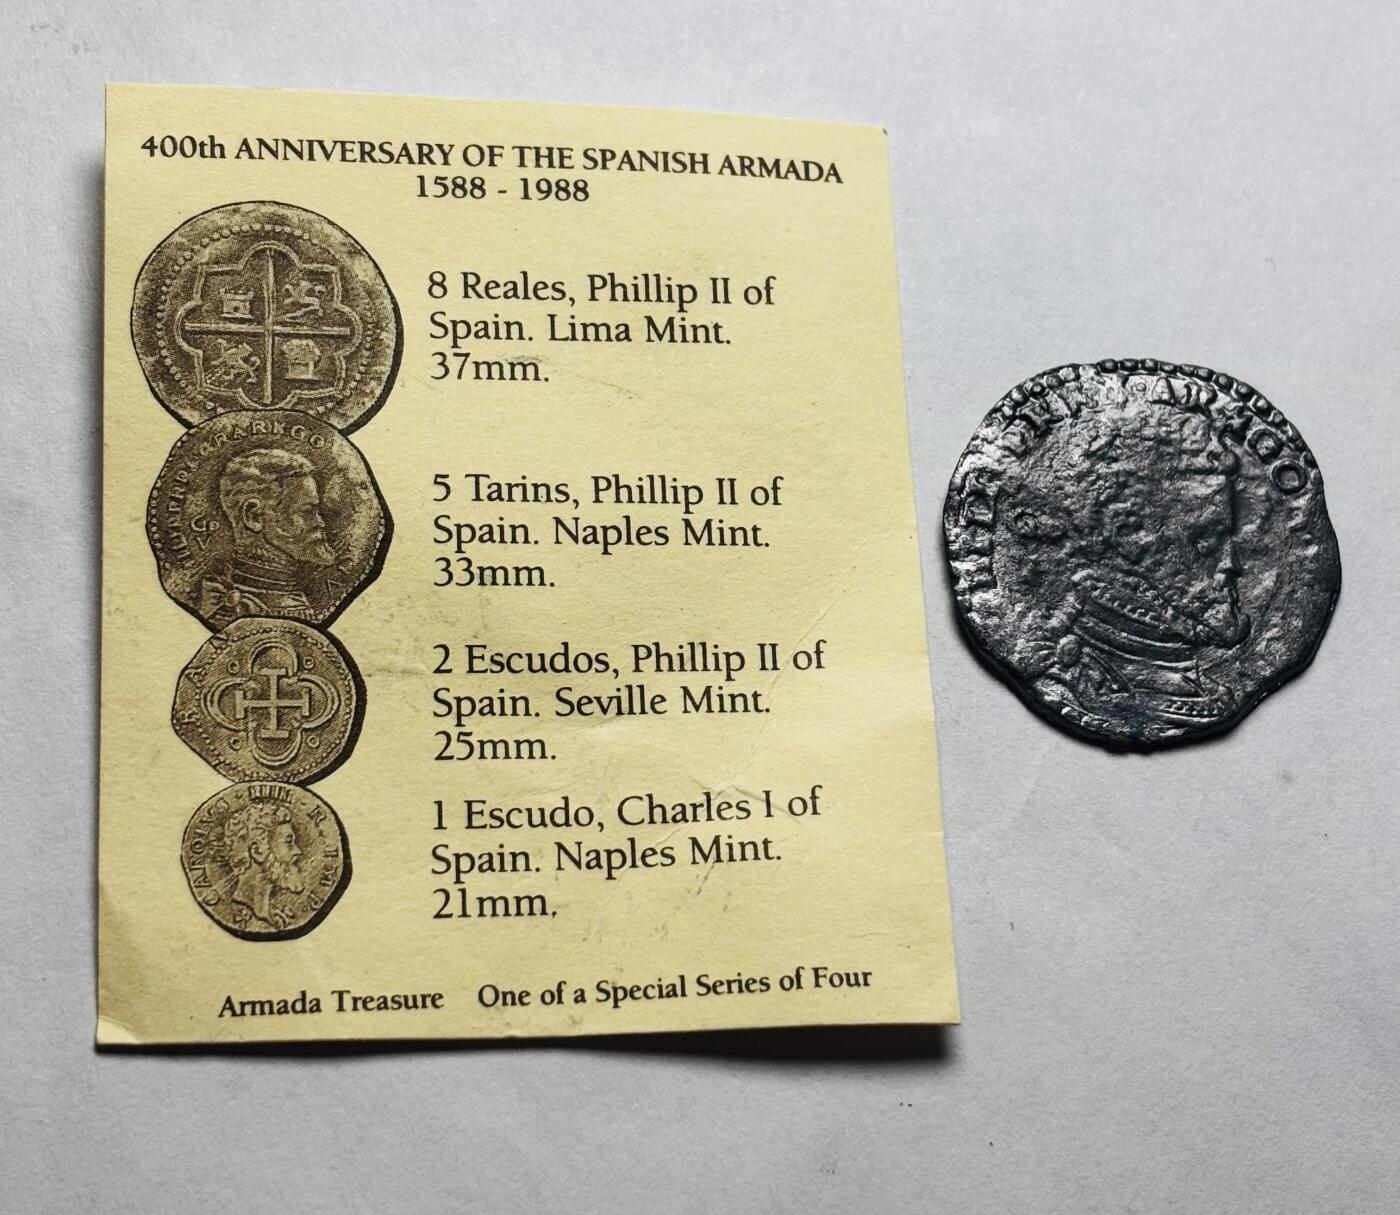 400th ANNIVERSARY OF THE SPANISH ARMADA
1588 - 1988
8 Reales, Phillip II of
Spain. Lima Mint.
37mm.
5 Tarins, Phillip II of
Spain. Naples Mint.
33mm.
2 Escudos, Phillip II of
Spain. Seville Mint.
25mm.
1 Escudo, Charles I of
Spain. Naples Mint.
21mm.
Armada Treasure One of a Special Series of Four